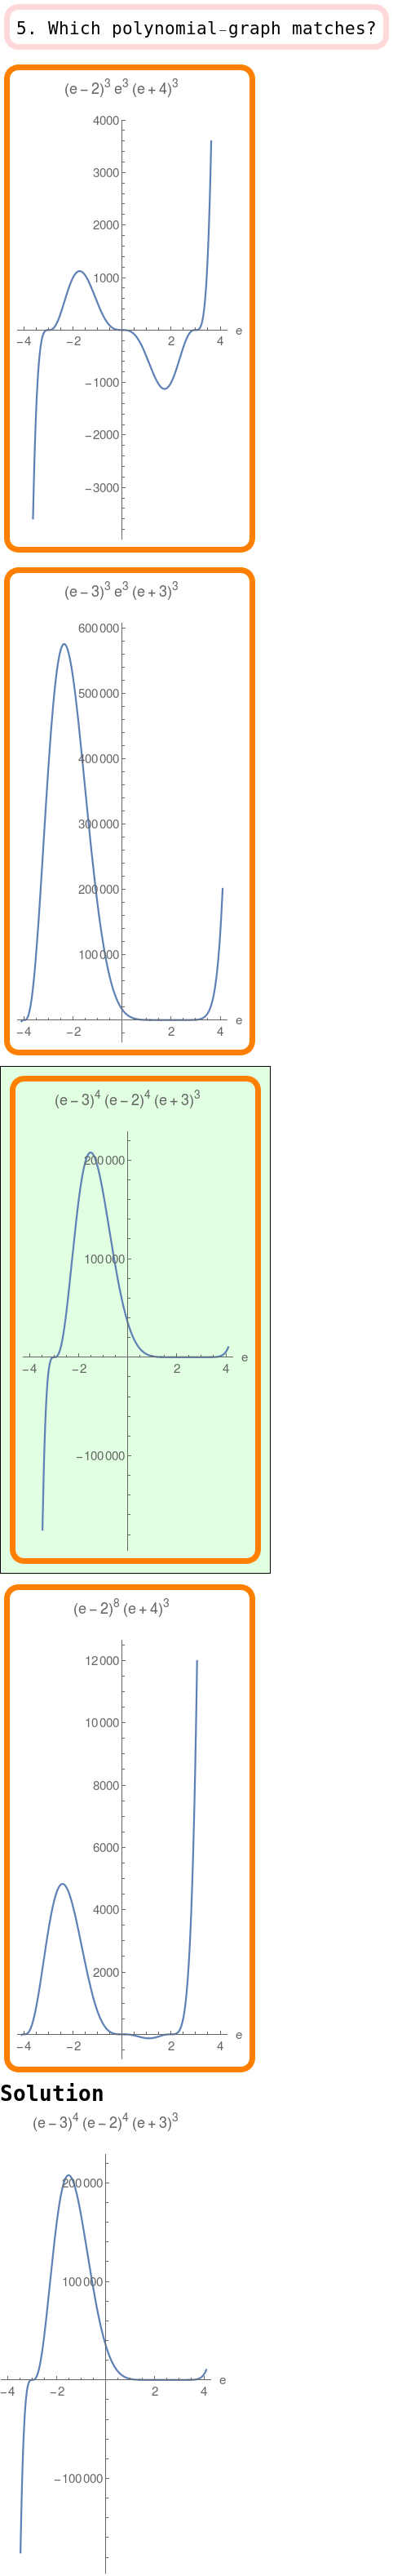 5. Which polynomial-graph matches?
(e − 2)³ e³ (e + 4)³
4000
3000
2000
1000
−4 −2 2 4 e
−1000
−2000
−3000
(e − 3)³ e³ (e + 3)³
600 000
500 000
400 000
300 000
200 000
100 000
−4 −2 2 4 e
(e − 3)⁴ (e − 2)⁴ (e + 3)³
200 000
100 000
−4 −2 2 4 e
−100 000
(e − 2)⁸ (e + 4)³
12 000
10 000
8000
6000
4000
2000
−4 −2 2 4 e
Solution
(e − 3)⁴ (e − 2)⁴ (e + 3)³
200 000
100 000
−4 −2 2 4 e
−100 000